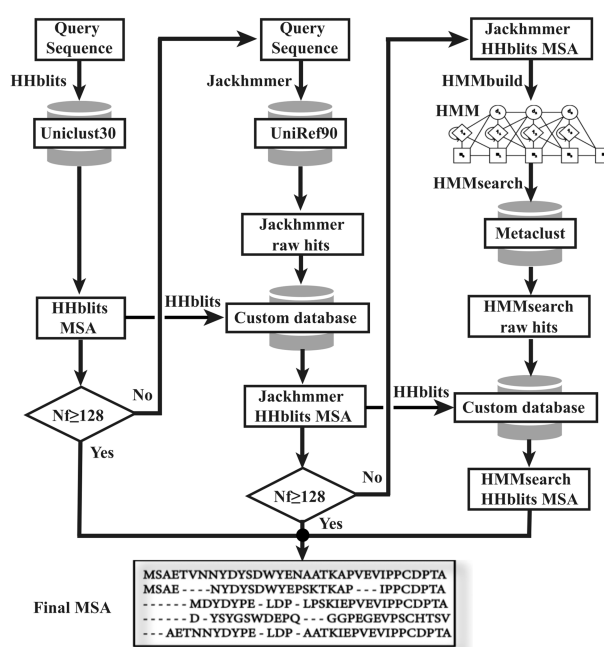 Query
Sequence
HHblits
Uniclust30
HHblits
MSA
Nf≥128
No
Yes
HHblits
Query
Sequence
Jackhmmer
UniRef90
Jackhmmer
raw hits
Custom database
Jackhmmer
HHblits MSA
Nf≥128
No
Yes
HHblits
Jackhmmer
HHblits MSA
HMMbuild
HMM
HMMsearch
Metaclust
HMMsearch
raw hits
Custom database
HMMsearch
HHblits MSA
Final MSA
MSAETVNNYDYSDWYENAATKAPVEVIPPCDPTA
MSAE-----NYDYSDWYEPSKTKAP---IPPCDPTA
------MDYDYPE-LDP-LPSKIEPVEVIPPCDPTA
-----D-YSYGSWDEPQ----GGPEGEVPSCHTSV
---AETNNYDYPE-LDP--AATKIEPVEVIPPCDPTA